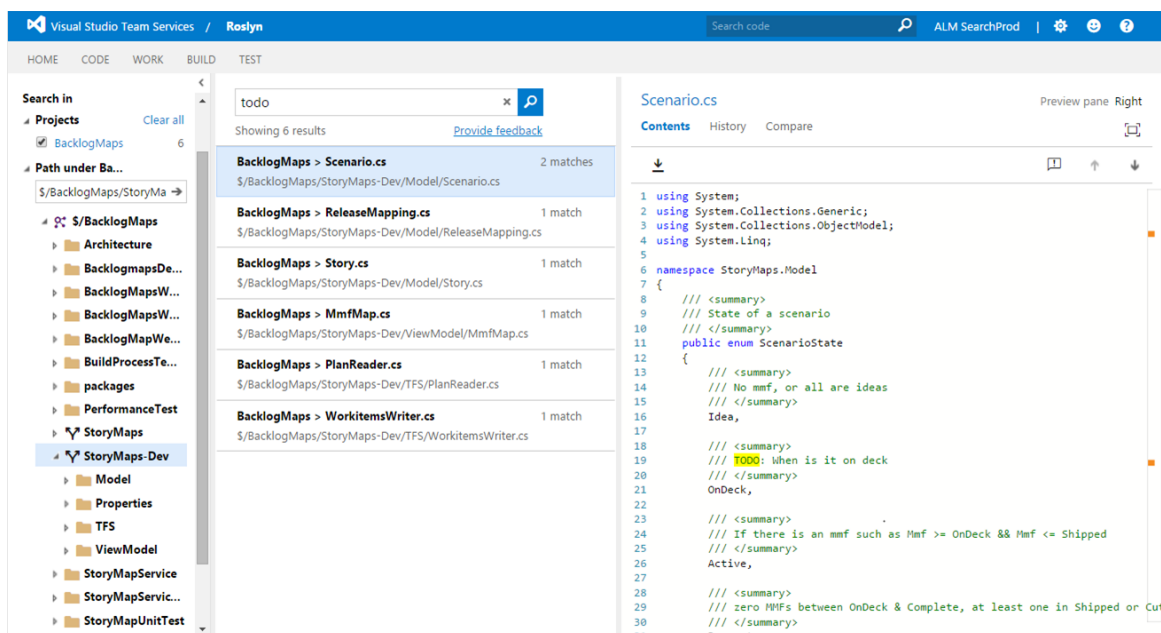 Visual Studio Team Services / Roslyn
Search code
ALM SearchProd |
HOME CODE WORK BUILD TEST
Search in
Projects Clear all
BacklogMaps 6
Path under Ba...
$/BacklogMaps/StoryMa
$/BacklogMaps
Architecture
BacklogmapsDe...
BacklogMapsW...
BacklogMapsW...
BacklogMapWe...
BuildProcessTe...
packages
PerformanceTest
StoryMaps
StoryMaps-Dev
Model
Properties
TFS
ViewModel
StoryMapService
StoryMapServic...
StoryMapUnitTest
todo
Showing 6 results Provide feedback
BacklogMaps > Scenario.cs 2 matches
$/BacklogMaps/StoryMaps-Dev/Model/Scenario.cs
BacklogMaps > ReleaseMapping.cs 1 match
$/BacklogMaps/StoryMaps-Dev/Model/ReleaseMapping.cs
BacklogMaps > Story.cs 1 match
$/BacklogMaps/StoryMaps-Dev/Model/Story.cs
BacklogMaps > MmfMap.cs 1 match
$/BacklogMaps/StoryMaps-Dev/ViewModel/MmfMap.cs
BacklogMaps > PlanReader.cs 1 match
$/BacklogMaps/StoryMaps-Dev/TFS/PlanReader.cs
BacklogMaps > WorkitemsWriter.cs 1 match
$/BacklogMaps/StoryMaps-Dev/TFS/WorkitemsWriter.cs
Scenario.cs Preview pane Right
Contents History Compare
1 using System;
2 using System.Collections.Generic;
3 using System.Collections.ObjectModel;
4 using System.Linq;
5
6 namespace StoryMaps.Model
7 {
8 /// <summary>
9 /// State of a scenario
10 /// </summary>
11 public enum ScenarioState
12 {
13 /// <summary>
14 /// No mmf, or all are ideas
15 /// </summary>
16 Idea,
17
18 /// <summary>
19 /// TODO: When is it on deck
20 /// </summary>
21 OnDeck,
22
23 /// <summary>
24 /// If there is an mmf such as Mmf >= OnDeck && Mmf <= Shipped
25 /// </summary>
26 Active,
27
28 /// <summary>
29 /// zero MMFs between OnDeck & Complete, at least one in Shipped or Cut
30 /// </summary>